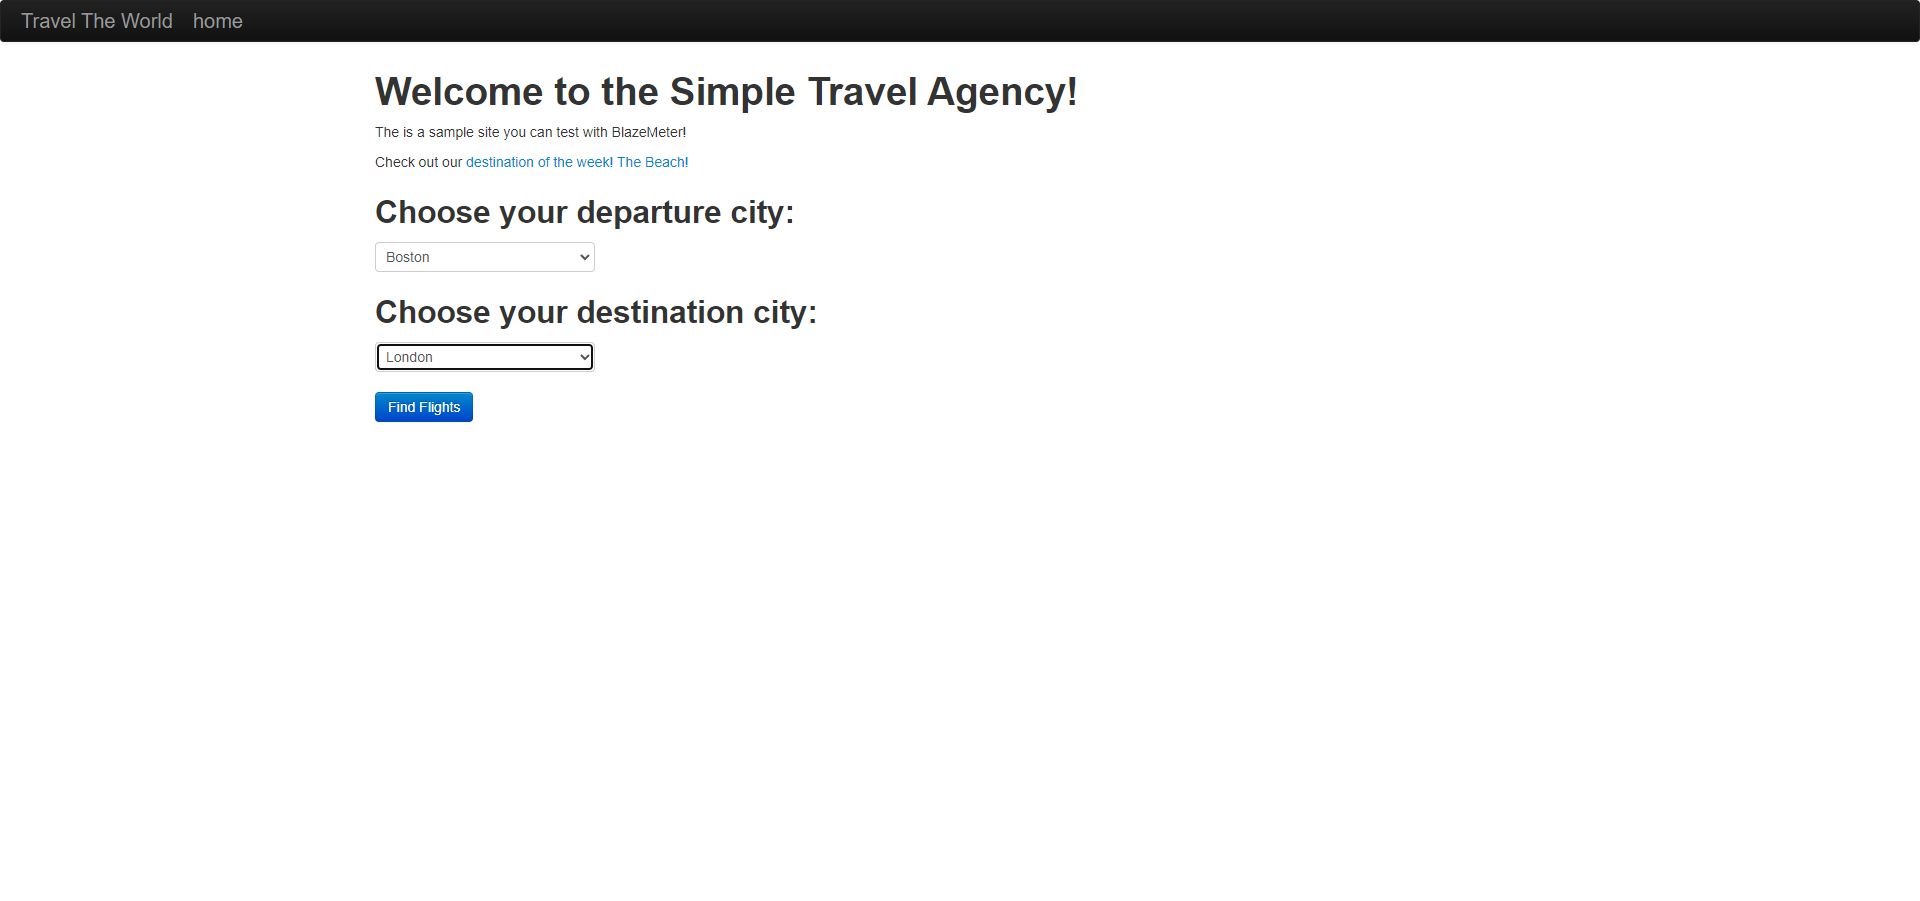 Travel The World home
Welcome to the Simple Travel Agency!
The is a sample site you can test with BlazeMeter!
Check out our destination of the week! The Beach!
Choose your departure city:
Boston
Choose your destination city:
London
Find Flights